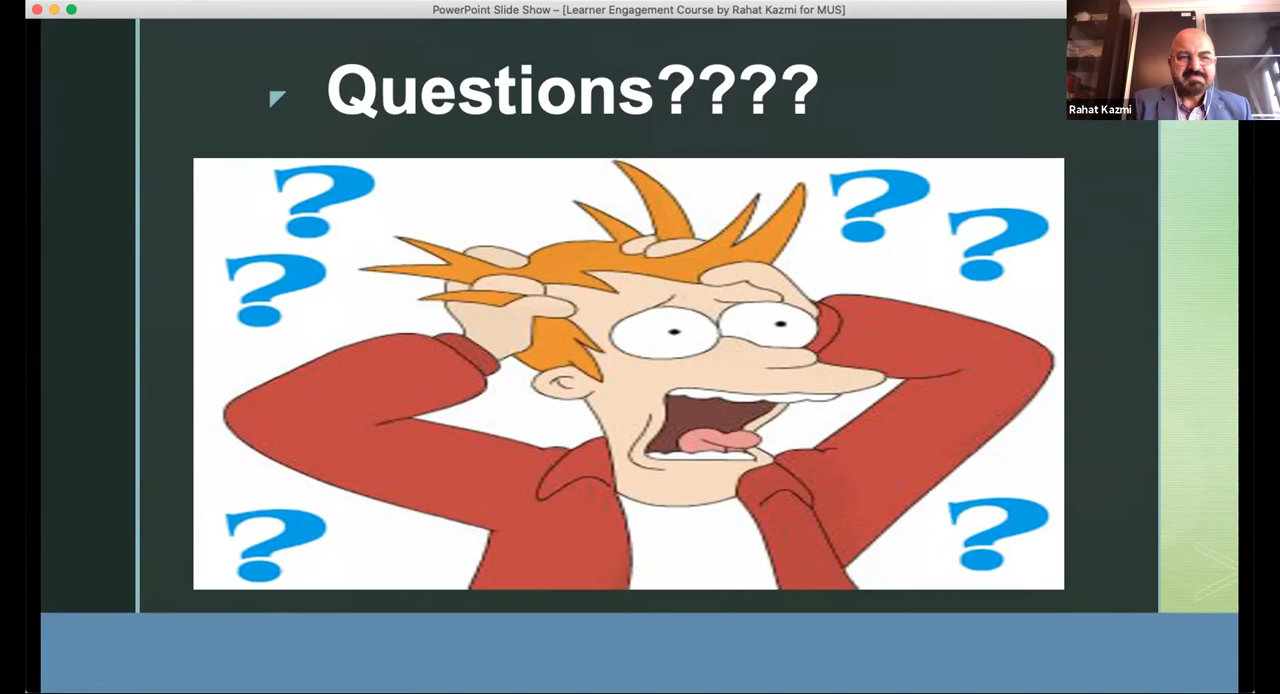 PowerPoint Slide Show – [Learner Engagement Course by Rahat Kazmi for MUS]
Questions????
Rahat Kazmi
? ? ?
?
? ?